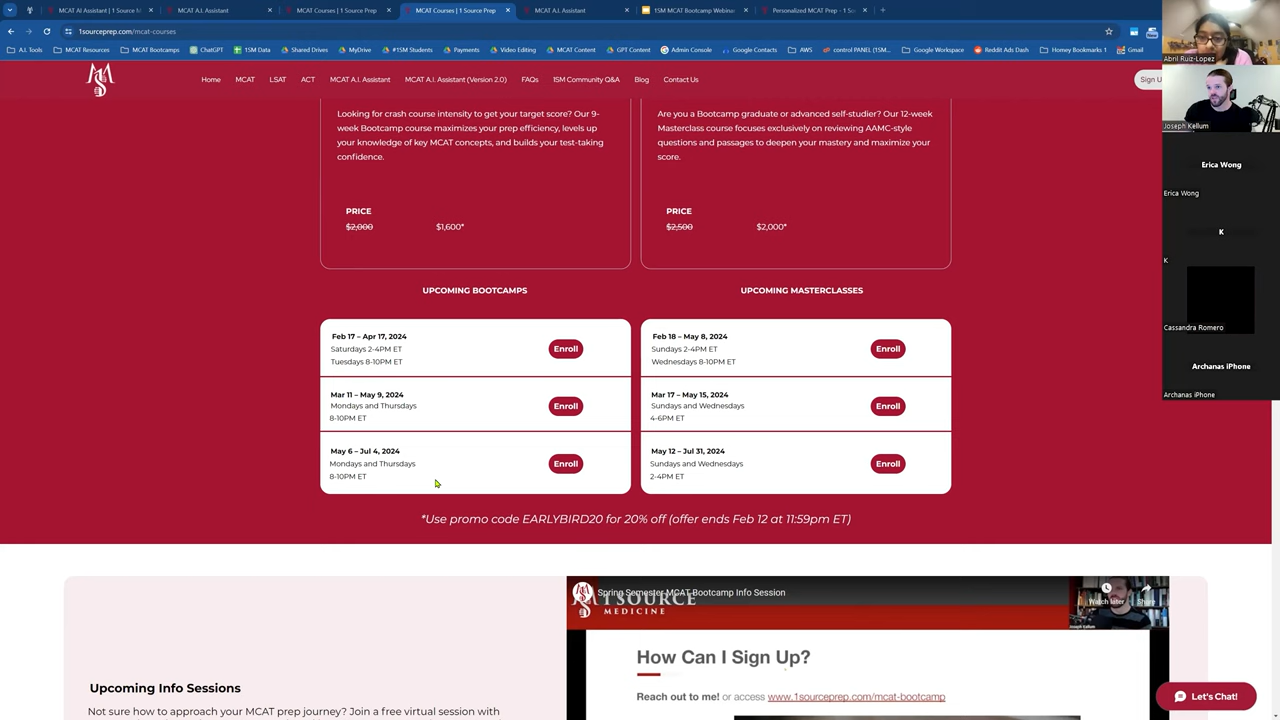 MCAT AI Assistant | 1 Source M
MCAT A.I. Assistant
MCAT Courses | 1 Source Prep
MCAT Courses | 1 Source Prep
MCAT A.I. Assistant
1SM MCAT Bootcamp Webinar
Personalized MCAT Prep - 1 S
1sourceprep.com/mcat-courses
A.I. Tools
MCAT Resources
MCAT Bootcamps
ChatGPT
1SM Data
Shared Drives
MyDrive
#1SM Students
Payments
Video Editing
MCAT Content
GPT Content
Admin Console
Google Contacts
AWS
control PANEL (1SM...
Google Workspace
Reddit Ads Dash
Homey Bookmarks 1
Gmail
Home
MCAT
LSAT
ACT
MCAT A.I. Assistant
MCAT A.I. Assistant (Version 2.0)
FAQs
1SM Community Q&A
Blog
Contact Us
Sign U
Looking for crash course intensity to get your target score? Our 9-
week Bootcamp course maximizes your prep efficiency, levels up
your knowledge of key MCAT concepts, and builds your test-taking
confidence.
PRICE
$2,000 $1,600*
Are you a Bootcamp graduate or advanced self-studier? Our 12-week
Masterclass course focuses exclusively on reviewing AAMC-style
questions and passages to deepen your mastery and maximize your
score.
PRICE
$2,500 $2,000*
UPCOMING BOOTCAMPS
Feb 17 – Apr 17, 2024
Saturdays 2-4PM ET
Tuesdays 8-10PM ET
Enroll
Mar 11 – May 9, 2024
Mondays and Thursdays
8-10PM ET
Enroll
May 6 – Jul 4, 2024
Mondays and Thursdays
8-10PM ET
Enroll
UPCOMING MASTERCLASSES
Feb 18 – May 8, 2024
Sundays 2-4PM ET
Wednesdays 8-10PM ET
Enroll
Mar 17 – May 15, 2024
Sundays and Wednesdays
4-6PM ET
Enroll
May 12 – Jul 31, 2024
Sundays and Wednesdays
2-4PM ET
Enroll
*Use promo code EARLYBIRD20 for 20% off (offer ends Feb 12 at 11:59pm ET)
Upcoming Info Sessions
Not sure how to approach your MCAT prep journey? Join a free virtual session with
Spring Semester MCAT Bootcamp Info Session
Watch later
Share
MEDICINE
How Can I Sign Up?
Reach out to me! or access www.1sourceprep.com/mcat-bootcamp
Let's Chat!
Abril Ruiz-Lopez
Joseph Kellum
Erica Wong
Erica Wong
K
K
Cassandra Romero
Archanas iPhone
Archanas iPhone